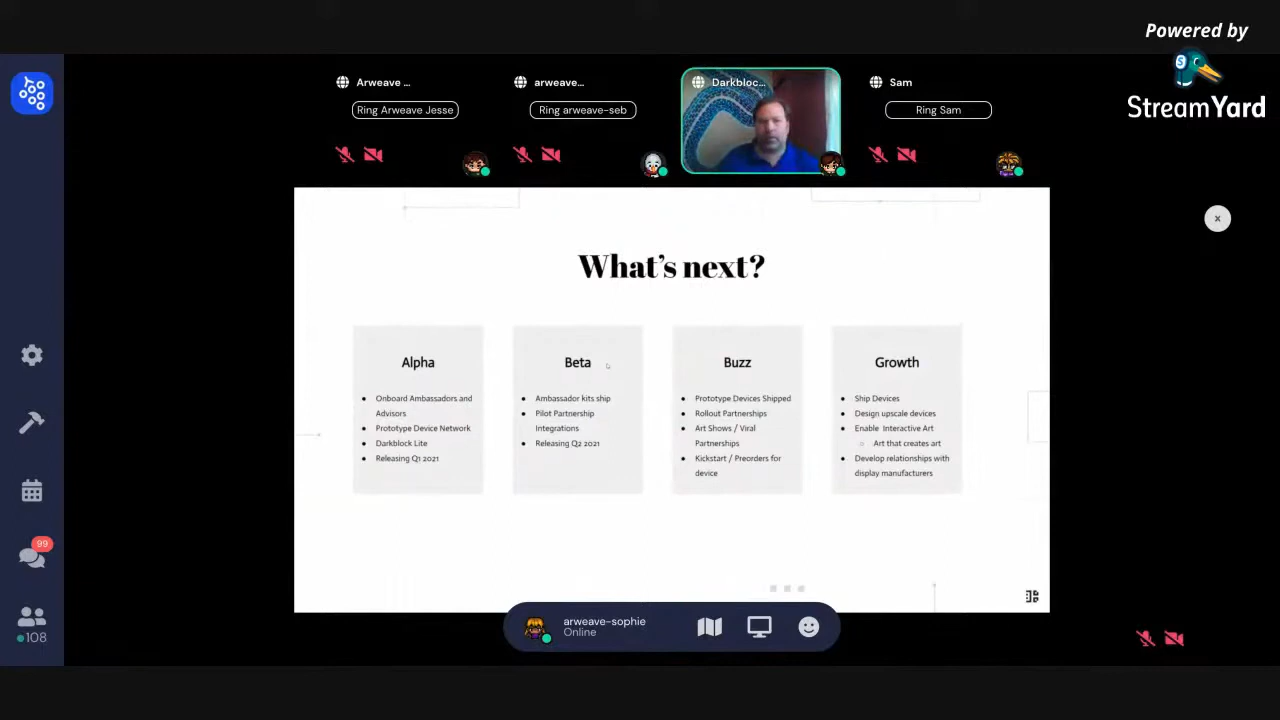 Powered by
StreamYard
Arweave ...
arweave...
Darkbloc...
Sam
Ring Arweave Jesse
Ring arweave-seb
Ring Sam
×
What's next?
Alpha
Onboard Ambassadors and
Advisors
Prototype Device Network
Darkblock Lite
Releasing Q1 2021
Beta
Ambassador kits ship
Pilot Partnership
Integrations
Releasing Q2 2021
Buzz
Prototype Devices Shipped
Rollout Partnerships
Art Shows / Viral
Partnerships
Kickstart / Preorders for
device
Growth
Ship Devices
Design upscale devices
Enable Interactive Art
Art that creates art
Develop relationships with
display manufacturers
99
108
arweave-sophie
Online